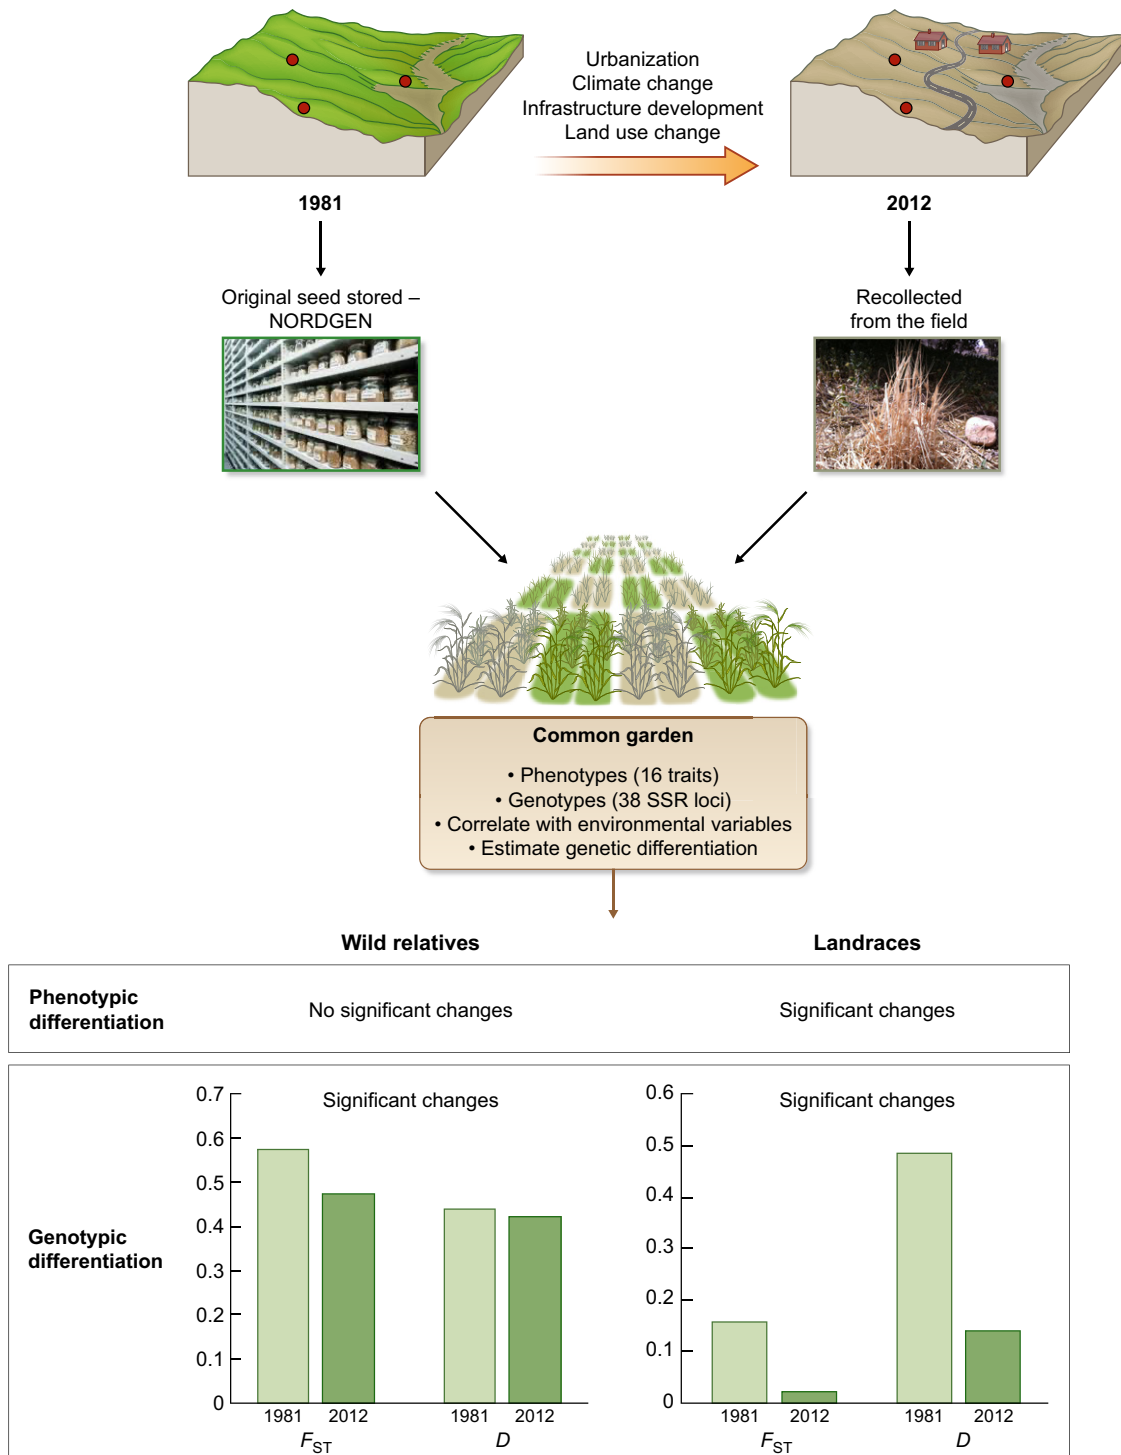 Urbanization
Climate change
Infrastructure development
Land use change
1981
2012
Original seed stored –
NORDGEN
Recollected
from the field
Common garden
• Phenotypes (16 traits)
• Genotypes (38 SSR loci)
• Correlate with environmental variables
• Estimate genetic differentiation
Wild relatives
Landraces
Phenotypic
differentiation
No significant changes
Significant changes
Genotypic
differentiation
Significant changes
0.7
0.6
0.5
0.4
0.3
0.2
0.1
0
1981 2012 1981 2012
FST D
Significant changes
0.6
0.5
0.4
0.3
0.2
0.1
0
1981 2012 1981 2012
FST D